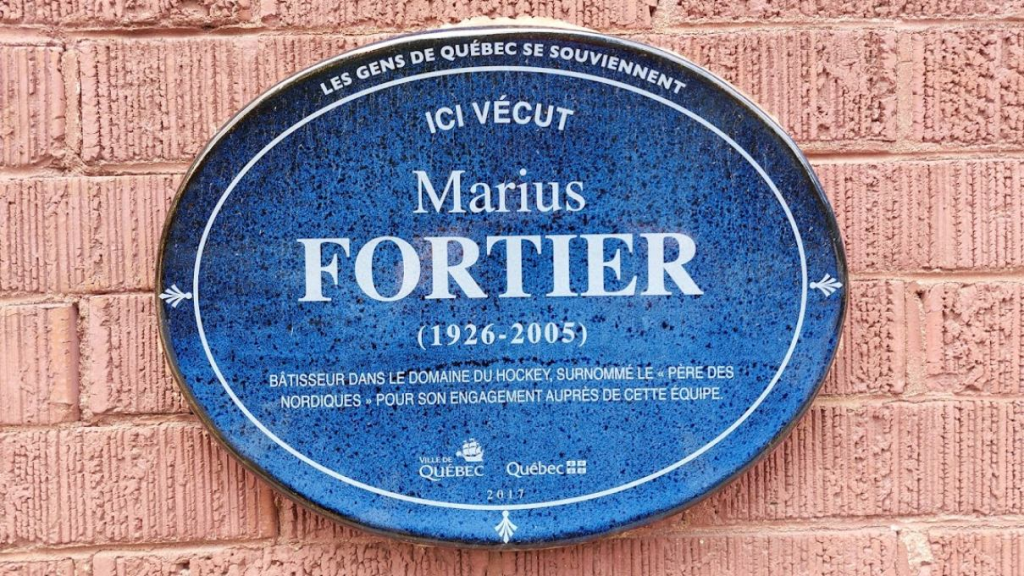 LES GENS DE QUÉBEC SE SOUVIENNENT
ICI VÉCUT
Marius
FORTIER
(1926-2005)
BÂTISSEUR DANS LE DOMAINE DU HOCKEY, SURNOMMÉ LE « PÈRE DES
NORDIQUES » POUR SON ENGAGEMENT AUPRÈS DE CETTE ÉQUIPE.
VILLE DE
QUÉBEC
Québec
2017